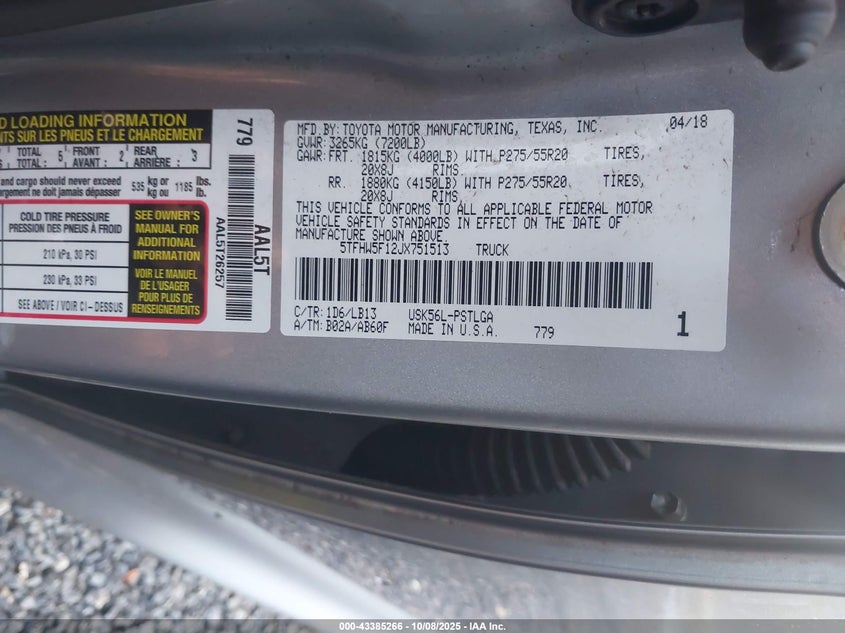 D LOADING INFORMATION
NTS SUR LES PNEUS ET LE CHARGEMENT
TOTAL 5 FRONT 2 REAR 3
TOTAL : AVANT : ARRIÈRE :
and cargo should never exceed 535 kg or 1185 lbs.
argement ne doit jamais dépasser kg ou lb.
COLD TIRE PRESSURE
PRESSION DES PNEUS À FROID
210 kPa, 30 PSI
230 kPa, 33 PSI
SEE ABOVE / VOIR CI - DESSUS
SEE OWNER'S
MANUAL FOR
ADDITIONAL
INFORMATION
VOIR LE MANUEL
DE L'USAGER
POUR PLUS DE
RENSEIGNEMENTS
779
AAL5T26257
AAL5T
MFD.BY: TOYOTA MOTOR MANUFACTURING, TEXAS, INC. 04/18
GVWR: 3265KG (7200LB)
GAWR: FRT. 1815KG (4000LB) WITH P275/55R20 TIRES,
20X8J RIMS.
RR. 1880KG (4150LB) WITH P275/55R20 TIRES,
20X8J RIMS.
THIS VEHICLE CONFORMS TO ALL APPLICABLE FEDERAL MOTOR
VEHICLE SAFETY STANDARDS IN EFFECT ON THE DATE OF
MANUFACTURE SHOWN ABOVE.
5TFHW5F12JX751513 TRUCK
C/TR: 1D6/LB13 USK56L-PSTLGA
A/TM: B02A/AB60F MADE IN U.S.A. 779 1
000-43385266 - 10/08/2025 - IAA Inc.